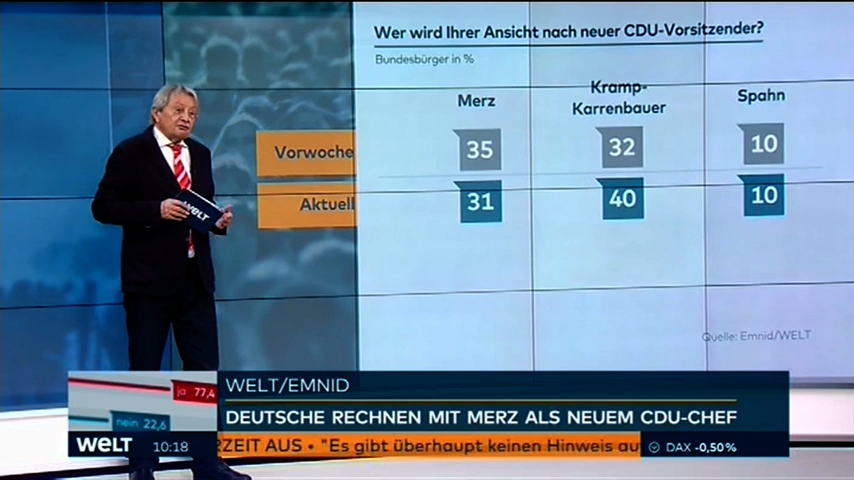 Wer wird Ihrer Ansicht nach neuer CDU-Vorsitzender?
Bundesbürger in %
Merz
Kramp-
Karrenbauer
Spahn
Vorwoche
35
32
10
Aktuell
31
40
10
WELT
Quelle: Emnid/WELT
ja 77,4
nein 22,6
WELT/EMNID
DEUTSCHE RECHNEN MIT MERZ ALS NEUEM CDU-CHEF
WELT 10:18 RZEIT AUS • "Es gibt überhaupt keinen Hinweis au DAX -0,50%